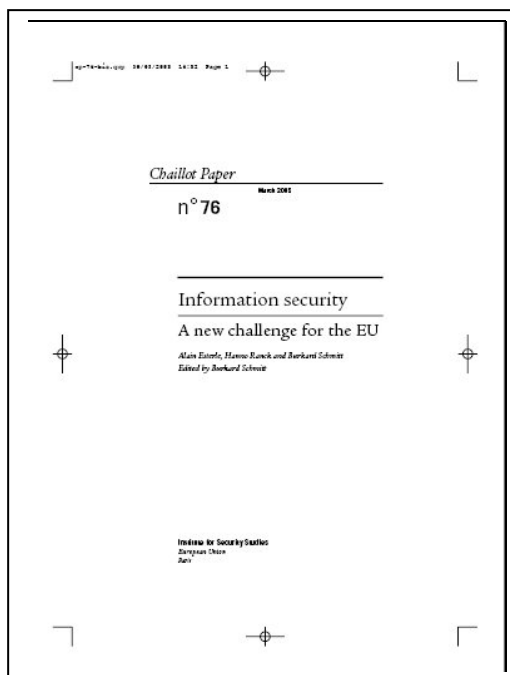 Chaillot Paper
March 2005
n°76
Information security
A new challenge for the EU
Alain Esterle, Hanno Ranck and Burkard Schmitt
Edited by Burkard Schmitt
Institute for Security Studies
European Union
Paris